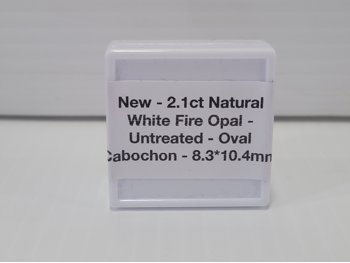 New - 2.1ct Natural
White Fire Opal -
Untreated - Oval
Cabochon - 8.3*10.4mm